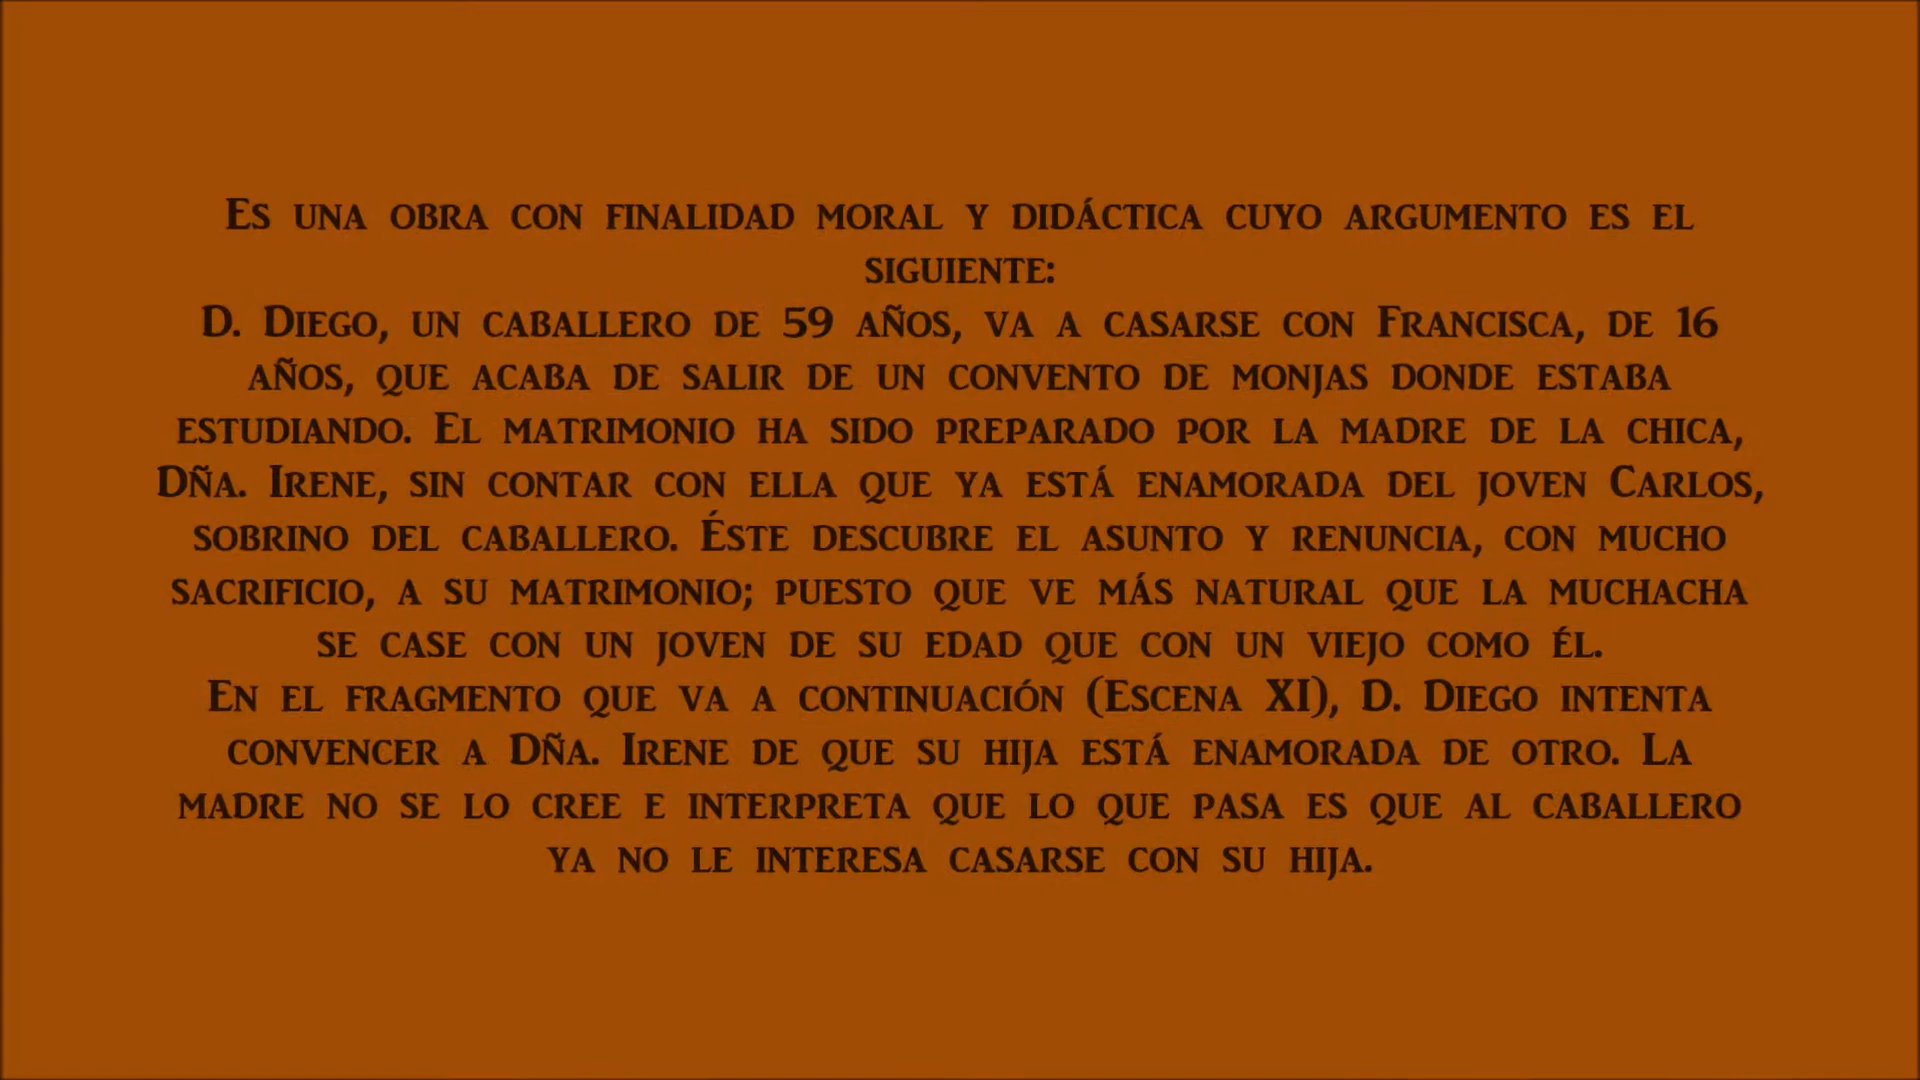 Es una obra con finalidad moral y didáctica cuyo argumento es el
siguiente:
D. Diego, un caballero de 59 años, va a casarse con Francisca, de 16
años, que acaba de salir de un convento de monjas donde estaba
estudiando. El matrimonio ha sido preparado por la madre de la chica,
Dña. Irene, sin contar con ella que ya está enamorada del joven Carlos,
sobrino del caballero. Éste descubre el asunto y renuncia, con mucho
sacrificio, a su matrimonio; puesto que ve más natural que la muchacha
se case con un joven de su edad que con un viejo como él.
En el fragmento que va a continuación (Escena XI), D. Diego intenta
convencer a Dña. Irene de que su hija está enamorada de otro. La
madre no se lo cree e interpreta que lo que pasa es que al caballero
ya no le interesa casarse con su hija.